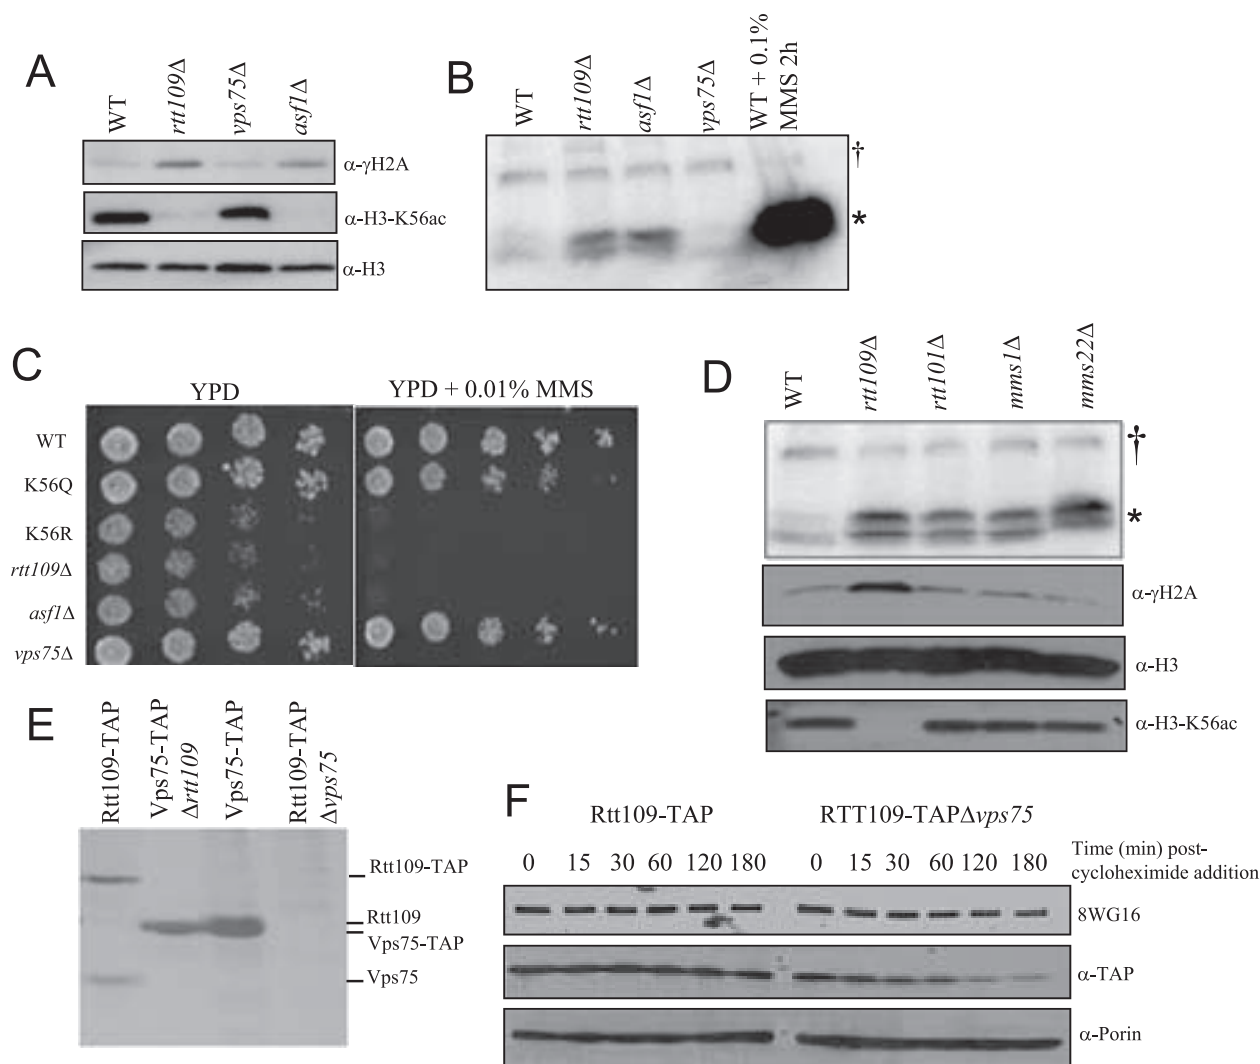 A
WT
rtt109Δ
vps75Δ
asf1Δ
α-γH2A
α-H3-K56ac
α-H3
B
WT
rtt109Δ
asf1Δ
vps75Δ
WT + 0.1%
MMS 2h
†
*
C
YPD
YPD + 0.01% MMS
WT
K56Q
K56R
rtt109Δ
asf1Δ
vps75Δ
D
WT
rtt109Δ
rtt101Δ
mms1Δ
mms22Δ
†
*
α-γH2A
α-H3
α-H3-K56ac
E
Rtt109-TAP
Vps75-TAP
Δrtt109
Vps75-TAP
Rtt109-TAP
Δvps75
Rtt109-TAP
Rtt109
Vps75-TAP
Vps75
F
Rtt109-TAP
RTT109-TAPΔvps75
0 15 30 60 120 180 0 15 30 60 120 180
Time (min) post-
cycloheximide addition
8WG16
α-TAP
α-Porin